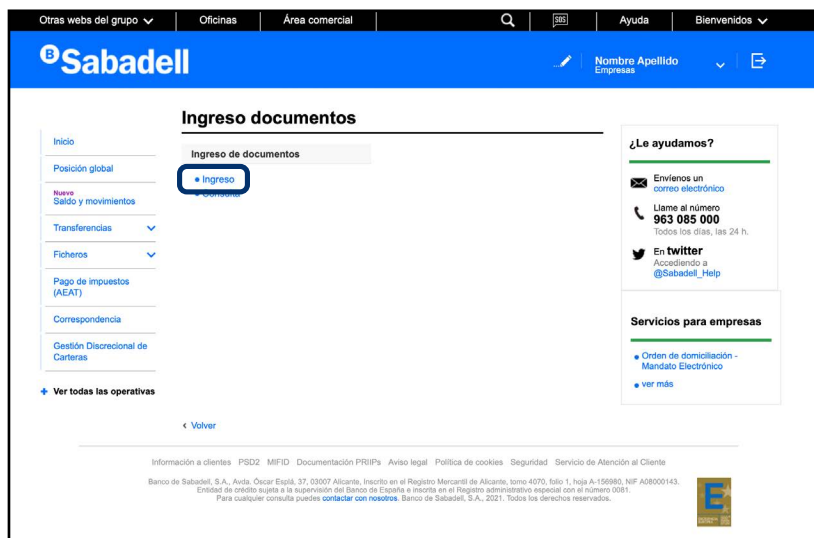 Otras webs del grupo
Oficinas
Área comercial
SOS
Ayuda
Bienvenidos
B Sabadell
...
Nombre Apellido
Empresas
Ingreso documentos
Inicio
Posición global
Nuevo
Saldo y movimientos
Transferencias
Ficheros
Pago de impuestos
(AEAT)
Correspondencia
Gestión Discrecional de
Carteras
+ Ver todas las operativas
Ingreso de documentos
• Ingreso
• Consulta
‹ Volver
¿Le ayudamos?
Envíenos un
correo electrónico
Llame al número
963 085 000
Todos los días, las 24 h.
En twitter
Accediendo a
@Sabadell_Help
Servicios para empresas
• Orden de domiciliación -
Mandato Electrónico
• ver más
Información a clientes PSD2 MIFID Documentación PRIIPs Aviso legal Política de cookies Seguridad Servicio de Atención al Cliente
Banco de Sabadell, S.A., Avda. Óscar Esplá, 37, 03007 Alicante, Inscrito en el Registro Mercantil de Alicante, tomo 4070, folio 1, hoja A-156980, NIF A08000143.
Entidad de crédito sujeta a la supervisión del Banco de España e inscrita en el Registro administrativo especial con el número 0081.
Para cualquier consulta puedes contactar con nosotros. Banco de Sabadell, S.A., 2021. Todos los derechos reservados.
E